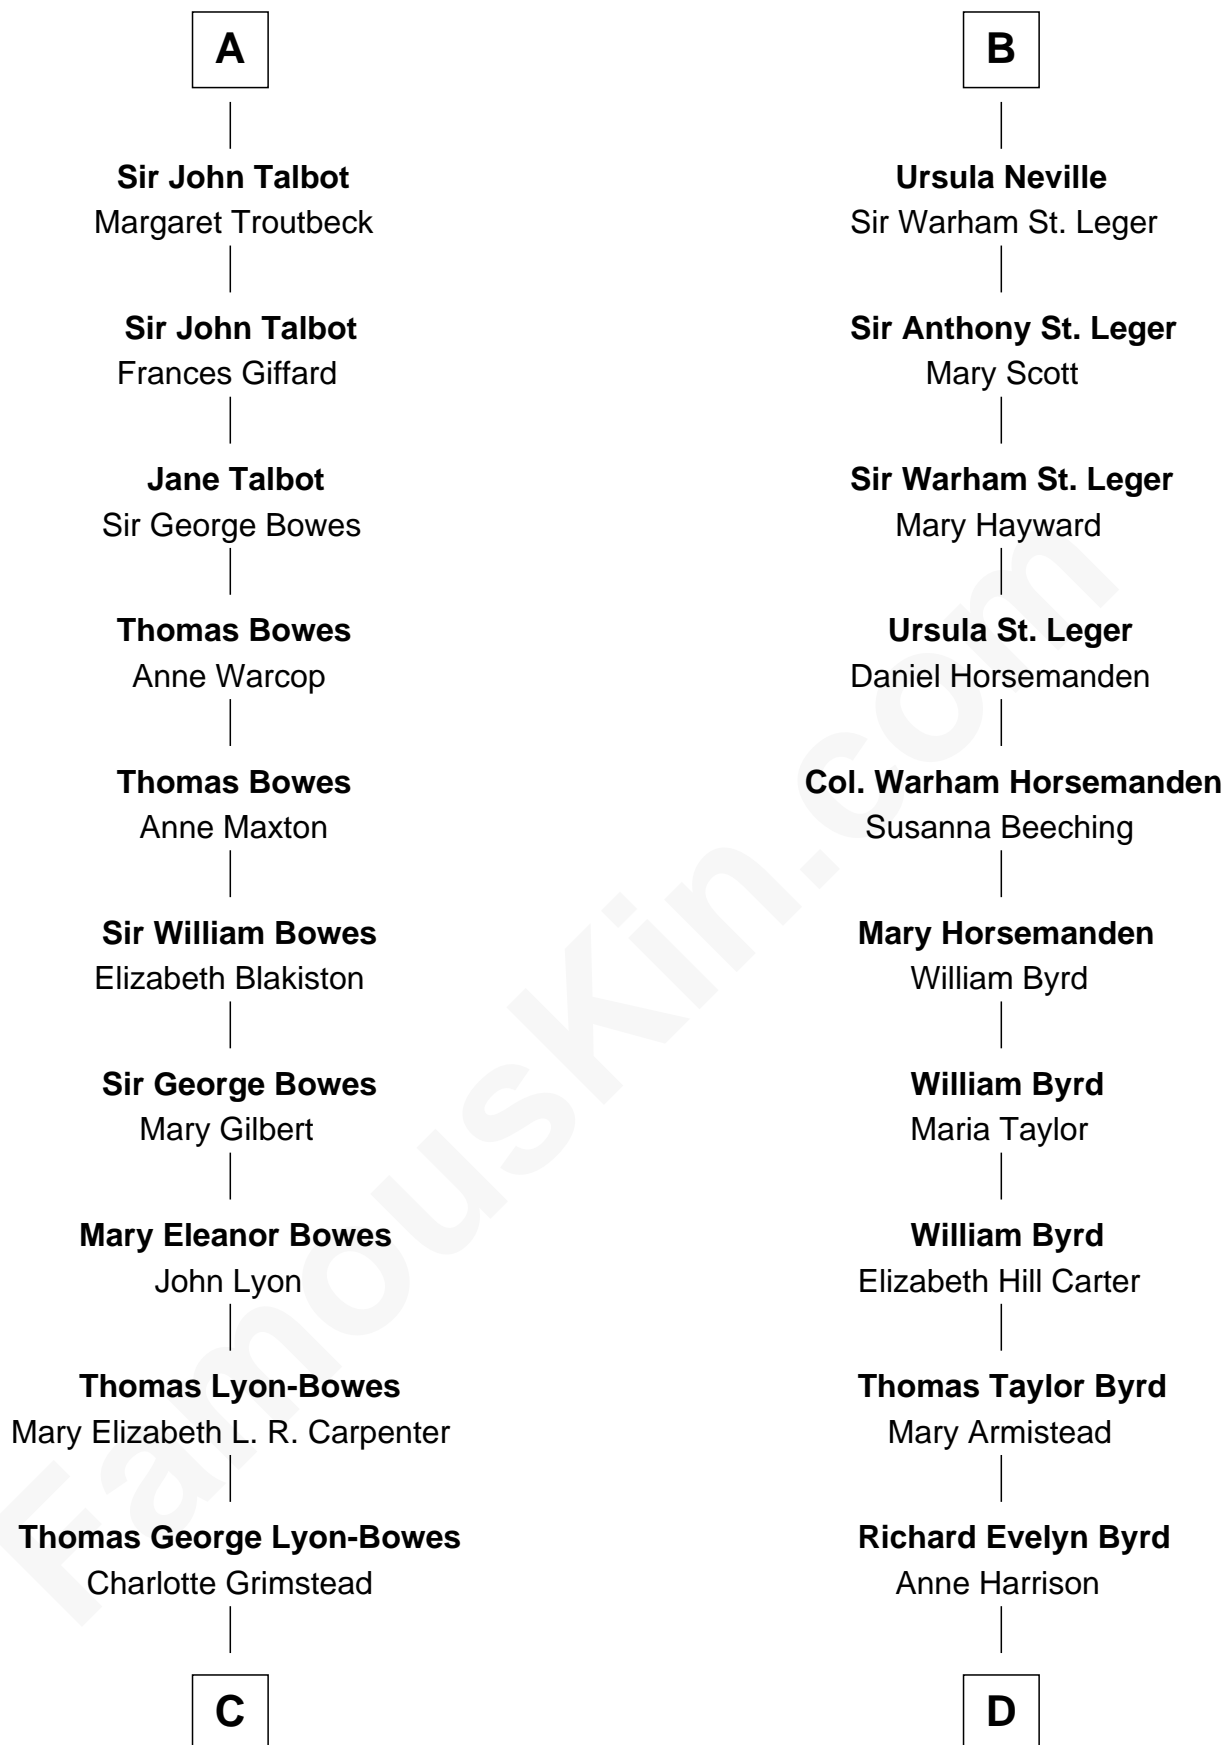 A
Sir John Talbot
Margaret Troutbeck
Sir John Talbot
Frances Giffard
Jane Talbot
Sir George Bowes
Thomas Bowes
Anne Warcop
Thomas Bowes
Anne Maxton
Sir William Bowes
Elizabeth Blakiston
Sir George Bowes
Mary Gilbert
Mary Eleanor Bowes
John Lyon
Thomas Lyon-Bowes
Mary Elizabeth L. R. Carpenter
Thomas George Lyon-Bowes
Charlotte Grimstead
C
B
Ursula Neville
Sir Warham St. Leger
Sir Anthony St. Leger
Mary Scott
Sir Warham St. Leger
Mary Hayward
Ursula St. Leger
Daniel Horsemanden
Col. Warham Horsemanden
Susanna Beeching
Mary Horsemanden
William Byrd
William Byrd
Maria Taylor
William Byrd
Elizabeth Hill Carter
Thomas Taylor Byrd
Mary Armistead
Richard Evelyn Byrd
Anne Harrison
D
FamousKin.com